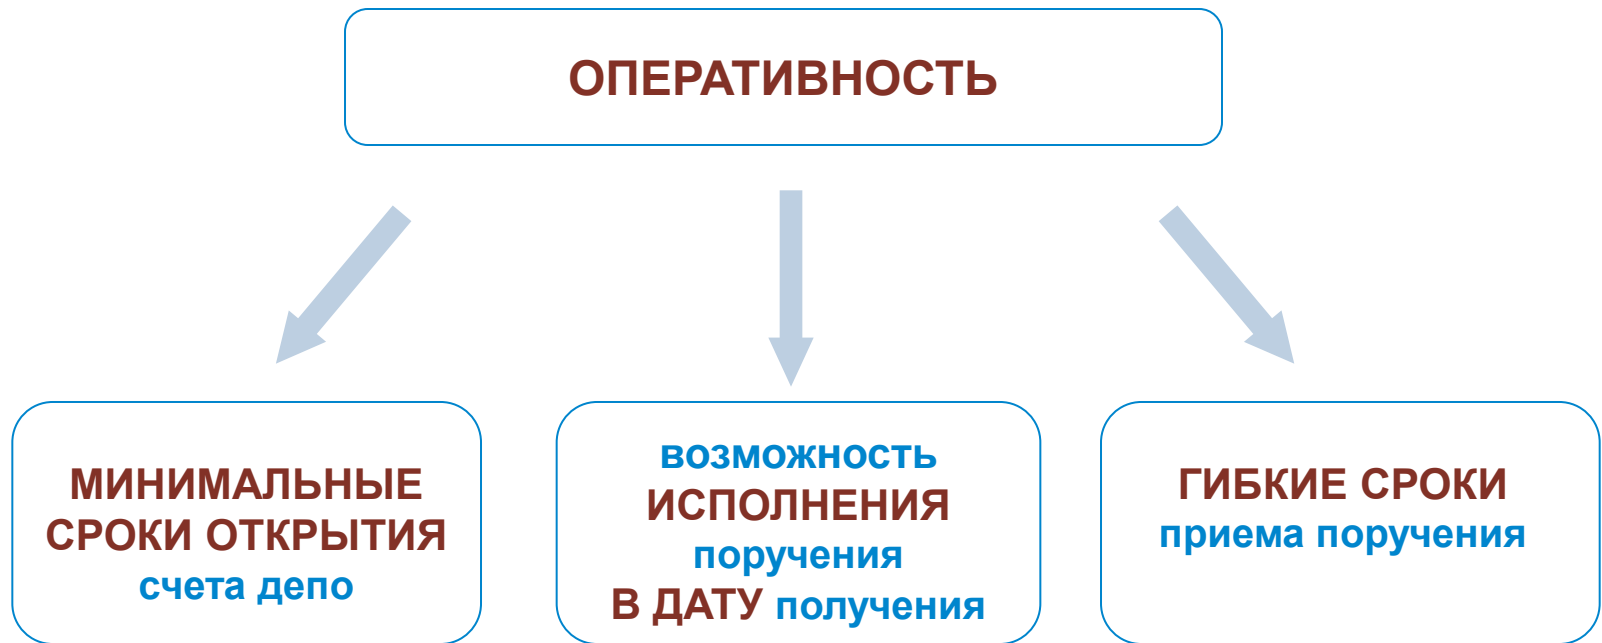 ОПЕРАТИВНОСТЬ
МИНИМАЛЬНЫЕ
СРОКИ ОТКРЫТИЯ
счета депо
возможность
ИСПОЛНЕНИЯ
поручения
В ДАТУ получения
ГИБКИЕ СРОКИ
приема поручения